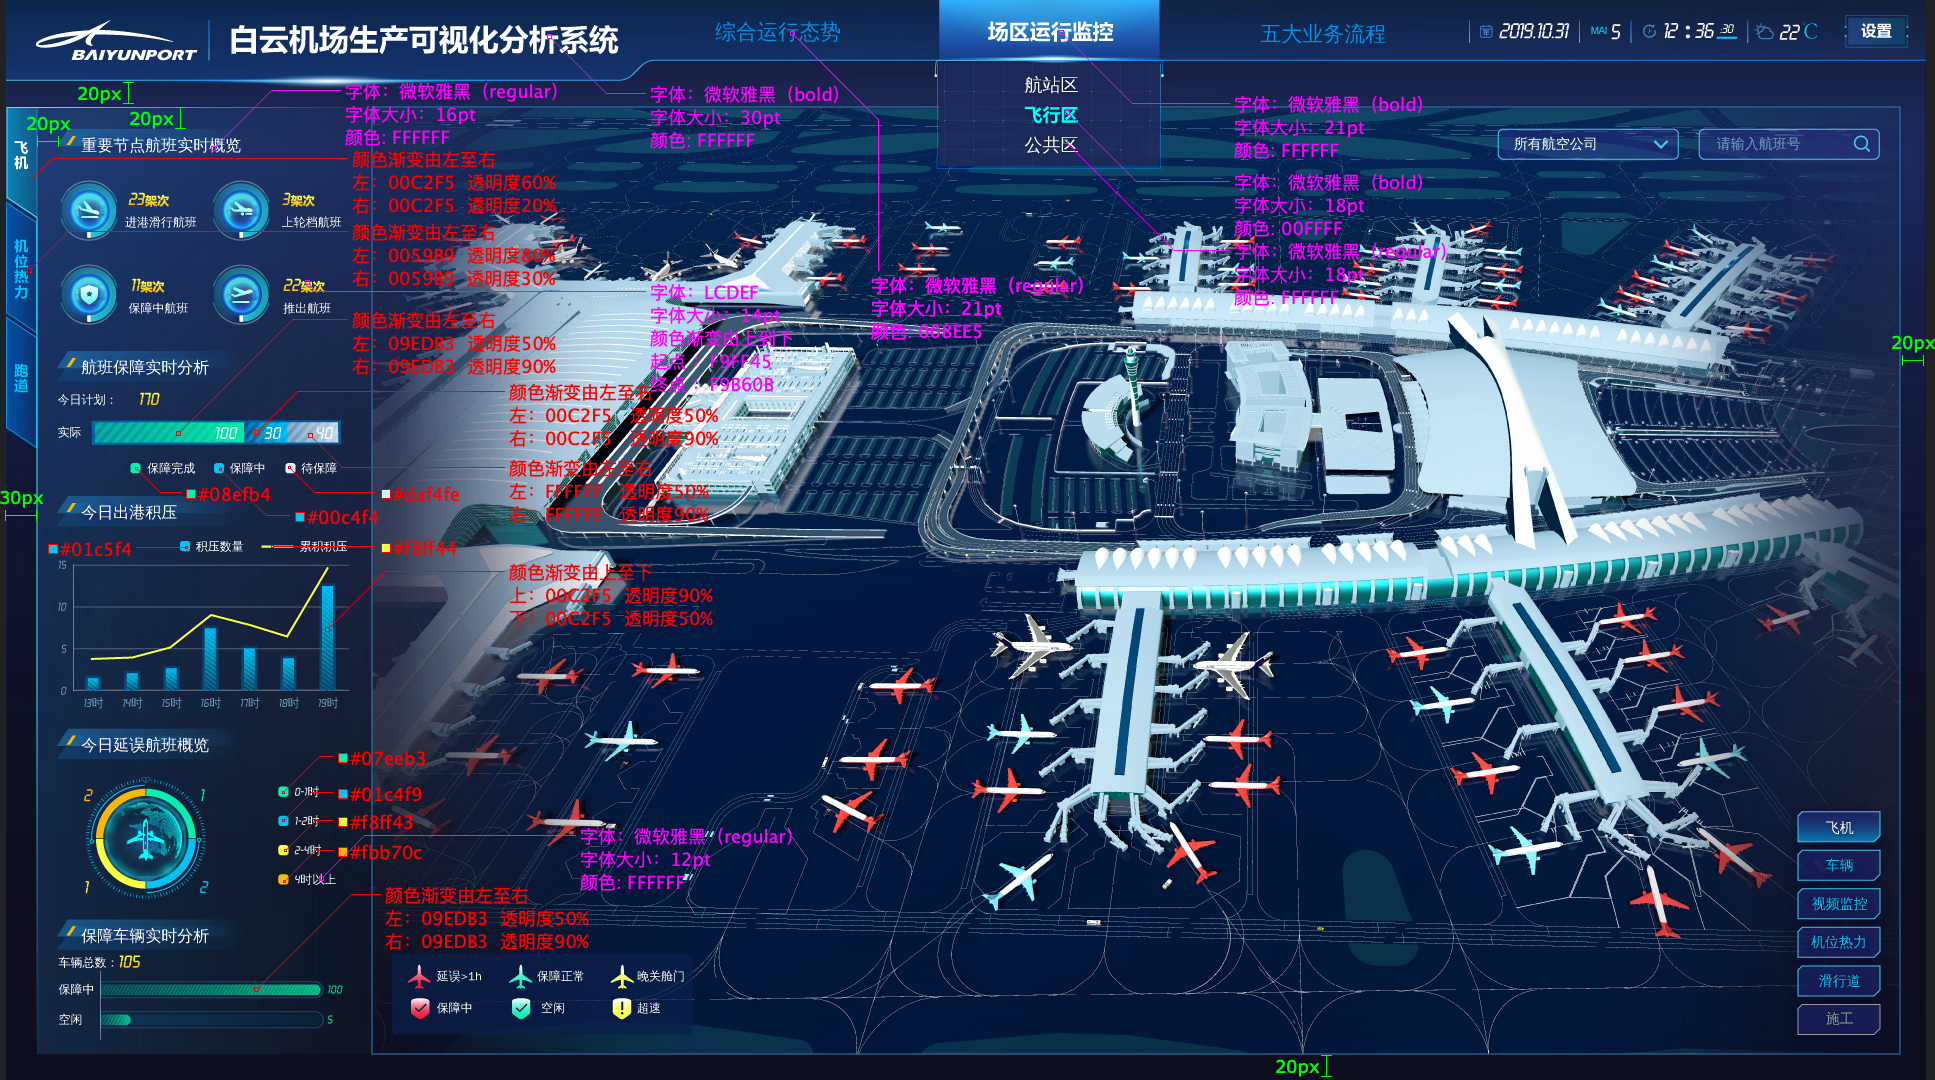 BAIYUNPORT
白云机场生产可视化分析系统
综合运行态势
场区运行监控
五大业务流程
2019.10.31
MAI 5
12:36 30
22℃
设置
航站区
飞行区
公共区
所有航空公司
请输入航班号
20px
20px
20px
字体：微软雅黑（regular）
字体大小：16pt
颜色: FFFFFF
字体：微软雅黑（bold）
字体大小：30pt
颜色: FFFFFF
字体：微软雅黑（bold）
字体大小：21pt
颜色: FFFFFF
字体：微软雅黑（bold）
字体大小：18pt
颜色: 00FFFF
字体：微软雅黑（regular）
字体大小：18pt
颜色: FFFFFF
飞机
机位热力
跑道
重要节点航班实时概览
23架次
进港滑行航班
3架次
上轮档航班
11架次
保障中航班
22架次
推出航班
颜色渐变由左至右
左：00C2F5 透明度60%
右：00C2F5 透明度20%
颜色渐变由左至右
左：0059B9 透明度80%
右：0059B9 透明度30%
颜色渐变由左至右
左：09EDB3 透明度50%
右：09EDB3 透明度90%
字体：LCDEF
字体大小：14pt
颜色渐变由上到下
起点：F9FF45
终点：F9B60B
字体：微软雅黑（regular）
字体大小：21pt
颜色: 008EE5
20px
航班保障实时分析
今日计划： 170
实际
100
30
40
保障完成
保障中
待保障
#08efb4
#00c4f4
#daf4fe
颜色渐变由左至右
左：00C2F5 透明度50%
右：00C2F5 透明度90%
颜色渐变由左至右
左：FFFFFF 透明度50%
右：FFFFFF 透明度90%
30px
今日出港积压
#01c5f4
积压数量
累积积压
#f8ff44
15
10
5
0
13时
14时
15时
16时
17时
18时
19时
颜色渐变由上至下
上：00C2F5 透明度90%
下：00C2F5 透明度50%
今日延误航班概览
2
1
1
2
0-1时
1-2时
2-4时
4时以上
#07eeb3
#01c4f9
#f8ff43
#fbb70c
字体：微软雅黑（regular）
字体大小：12pt
颜色: FFFFFF
颜色渐变由左至右
左：09EDB3 透明度50%
右：09EDB3 透明度90%
保障车辆实时分析
车辆总数：105
保障中
100
空闲
5
延误>1h
保障正常
晚关舱门
保障中
空闲
超速
飞机
车辆
视频监控
机位热力
滑行道
施工
20px